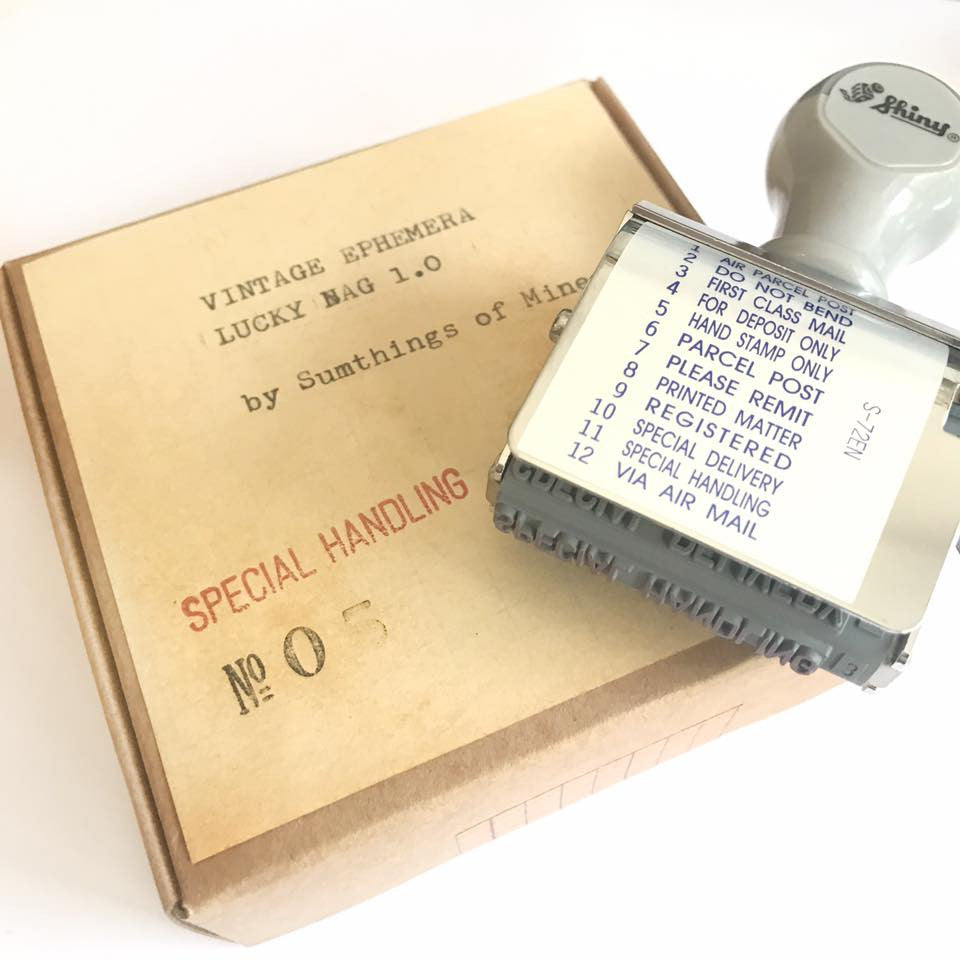 VINTAGE EPHEMERA
LUCKY BAG 1.0
by Sumthings of Mine
SPECIAL HANDLING
№ 05
Shiny®
1 AIR PARCEL POST
2 DO NOT BEND
3 FIRST CLASS MAIL
4 FOR DEPOSIT ONLY
5 HAND STAMP ONLY
6 PARCEL POST
7 PLEASE REMIT
8 PRINTED MATTER
9 REGISTERED
10 SPECIAL DELIVERY
11 SPECIAL HANDLING
12 VIA AIR MAIL
S-72EN
SPECIAL HANDLING